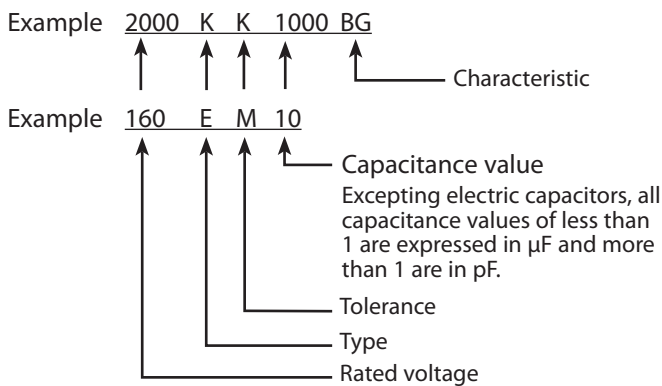 Example 2000 K K 1000 BG
Characteristic
Example 160 E M 10
Capacitance value
Excepting electric capacitors, all
capacitance values of less than
1 are expressed in µF and more
than 1 are in pF.
Tolerance
Type
Rated voltage